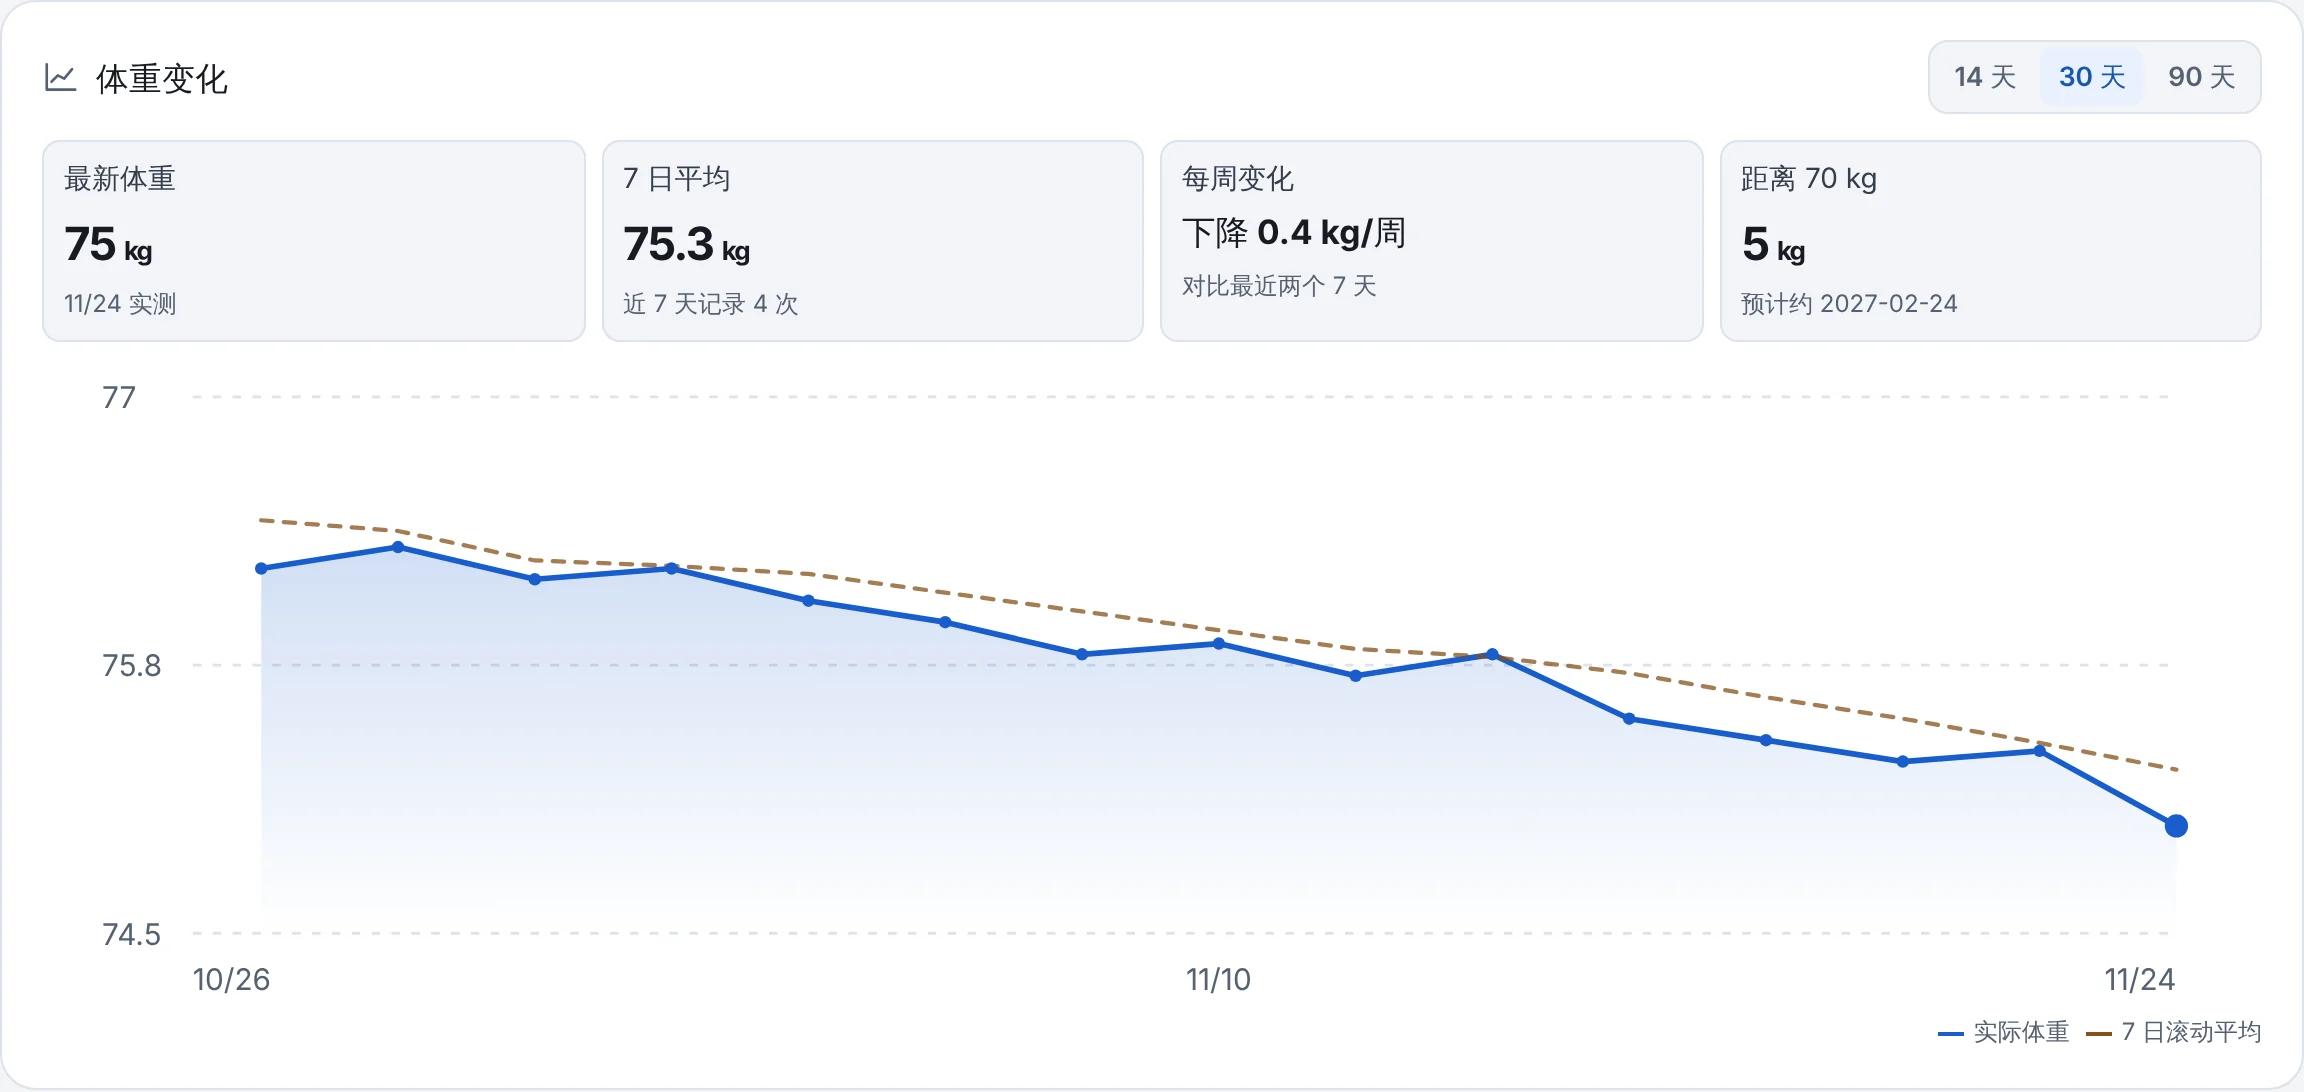 体重变化
14 天 30 天 90 天
最新体重
75 kg
11/24 实测
7 日平均
75.3 kg
近 7 天记录 4 次
每周变化
下降 0.4 kg/周
对比最近两个 7 天
距离 70 kg
5 kg
预计约 2027-02-24
77
75.8
74.5
10/26 11/10 11/24
实际体重 7 日滚动平均